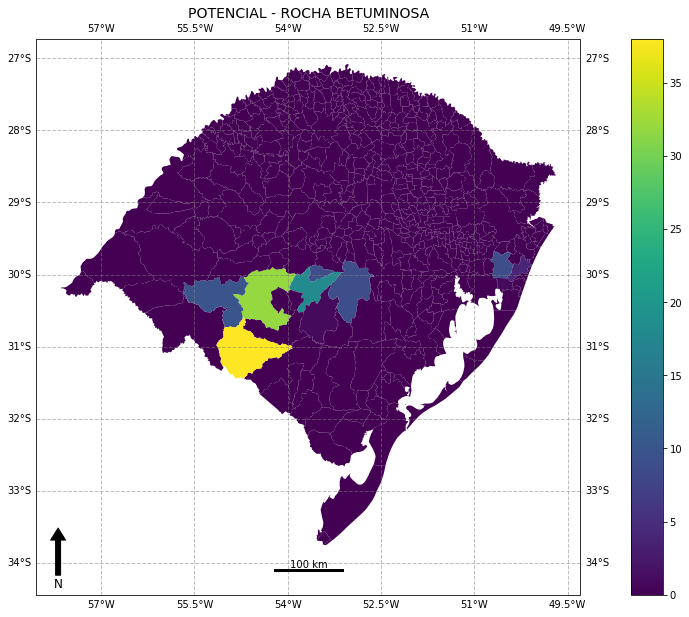 POTENCIAL - ROCHA BETUMINOSA
57°W 55.5°W 54°W 52.5°W 51°W 49.5°W
27°S 27°S
28°S 28°S
29°S 29°S
30°S 30°S
31°S 31°S
32°S 32°S
33°S 33°S
34°S 34°S
N
100 km
57°W 55.5°W 54°W 52.5°W 51°W 49.5°W
35
30
25
20
15
10
5
0